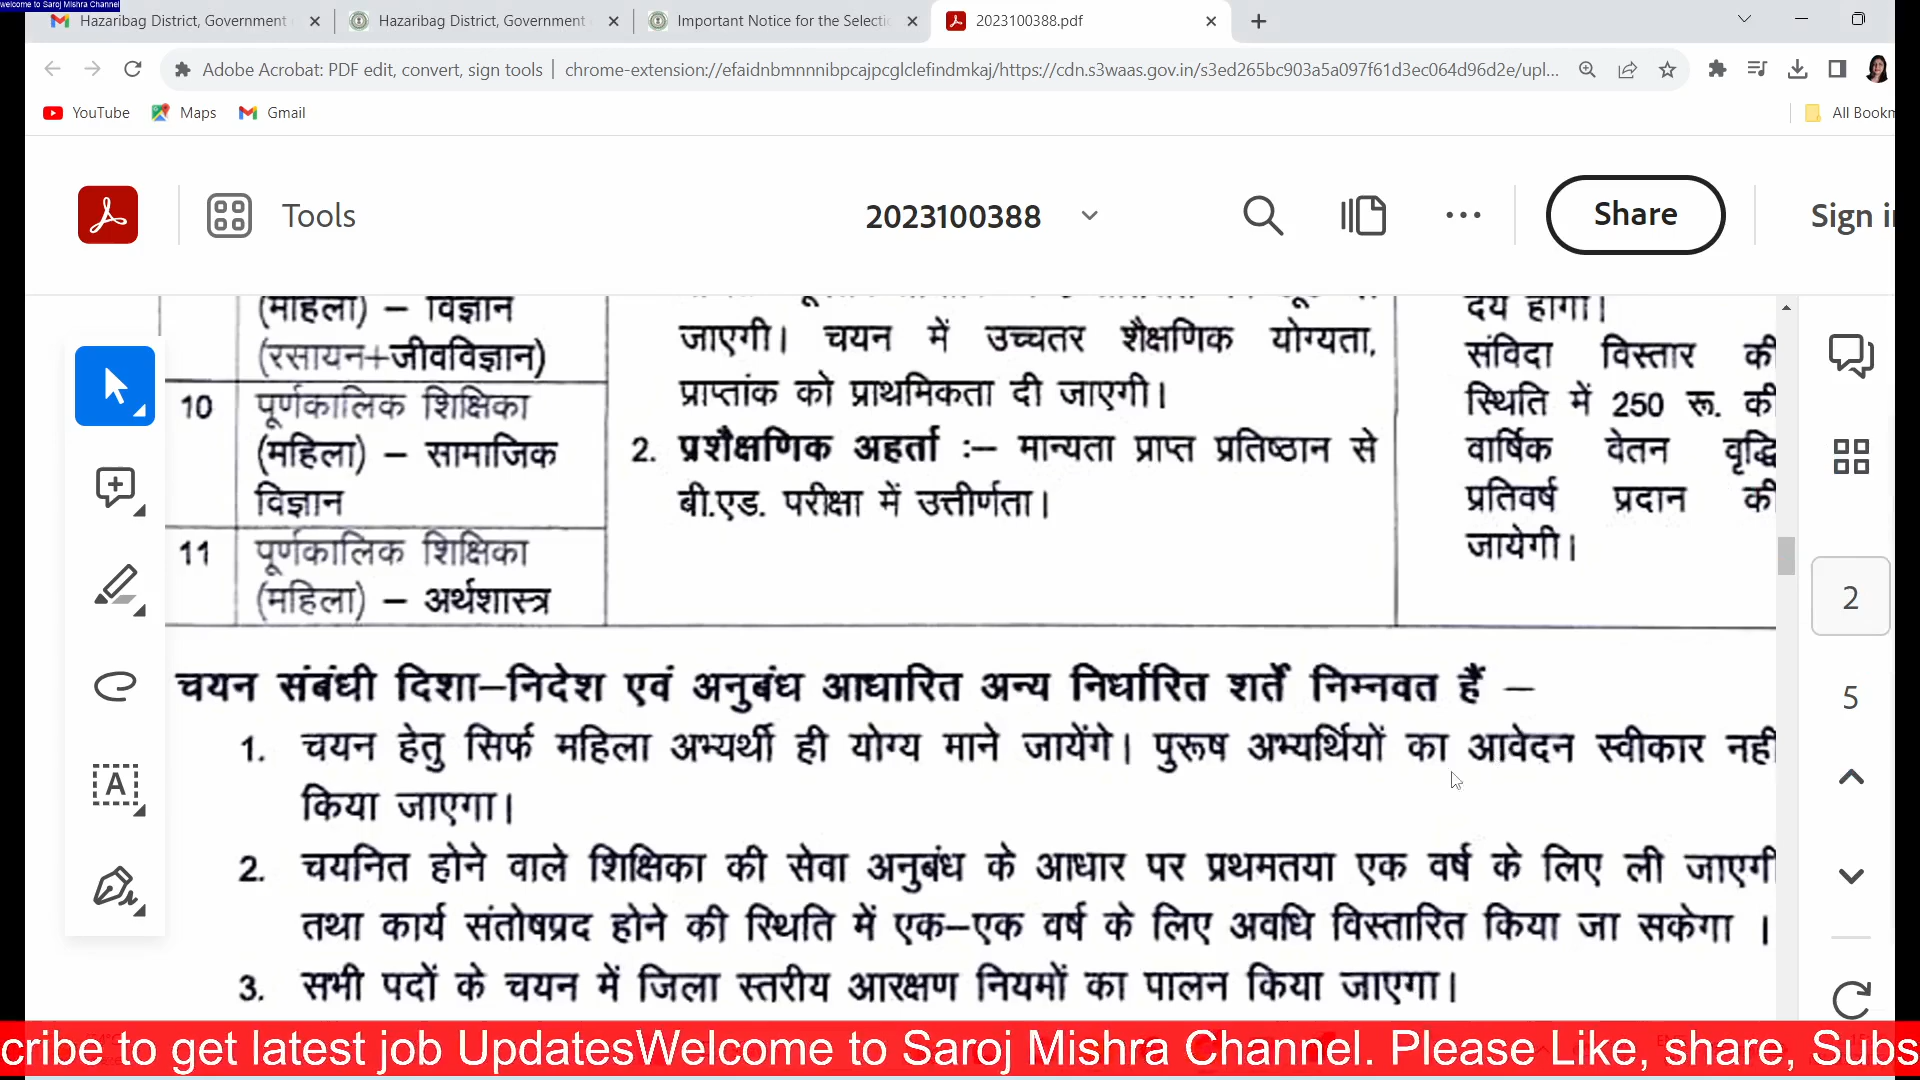 welcome to Saroj Mishra Channel
Hazaribag District, Government
Hazaribag District, Government
Important Notice for the Selecti
2023100388.pdf
Adobe Acrobat: PDF edit, convert, sign tools
chrome-extension://efaidnbmnnnibpcajpcglclefindmkaj/https://cdn.s3waas.gov.in/s3ed265bc903a5a097f61d3ec064d96d2e/upl...
YouTube
Maps
Gmail
All Bookm
Tools
2023100388
Share
Sign in
(महिला) – विज्ञान
(रसायन+जीवविज्ञान)
10 पूर्णकालिक शिक्षिका
(महिला) – सामाजिक
विज्ञान
11 पूर्णकालिक शिक्षिका
(महिला) – अर्थशास्त्र
जाएगी। चयन में उच्चतर शैक्षणिक योग्यता,
प्राप्तांक को प्राथमिकता दी जाएगी।
2. प्रशैक्षणिक अहर्ता :– मान्यता प्राप्त प्रतिष्ठान से
बी.एड. परीक्षा में उत्तीर्णता।
देय होगा।
संविदा विस्तार की
स्थिति में 250 रू. की
वार्षिक वेतन वृद्धि
प्रतिवर्ष प्रदान की
जायेगी।
चयन संबंधी दिशा–निदेश एवं अनुबंध आधारित अन्य निर्धारित शर्तें निम्नवत हैं –
1. चयन हेतु सिर्फ महिला अभ्यर्थी ही योग्य माने जायेंगे। पुरूष अभ्यर्थियों का आवेदन स्वीकार नही
किया जाएगा।
2. चयनित होने वाले शिक्षिका की सेवा अनुबंध के आधार पर प्रथमतया एक वर्ष के लिए ली जाएगी
तथा कार्य संतोषप्रद होने की स्थिति में एक–एक वर्ष के लिए अवधि विस्तारित किया जा सकेगा ।
3. सभी पदों के चयन में जिला स्तरीय आरक्षण नियमों का पालन किया जाएगा।
2
5
cribe to get latest job UpdatesWelcome to Saroj Mishra Channel. Please Like, share, Subs